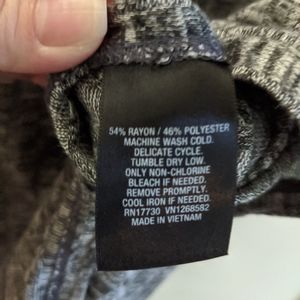 54% RAYON / 46% POLYESTER
MACHINE WASH COLD.
DELICATE CYCLE.
TUMBLE DRY LOW.
ONLY NON-CHLORINE
BLEACH IF NEEDED.
REMOVE PROMPTLY.
COOL IRON IF NEEDED.
RN17730 VN1268582
MADE IN VIETNAM